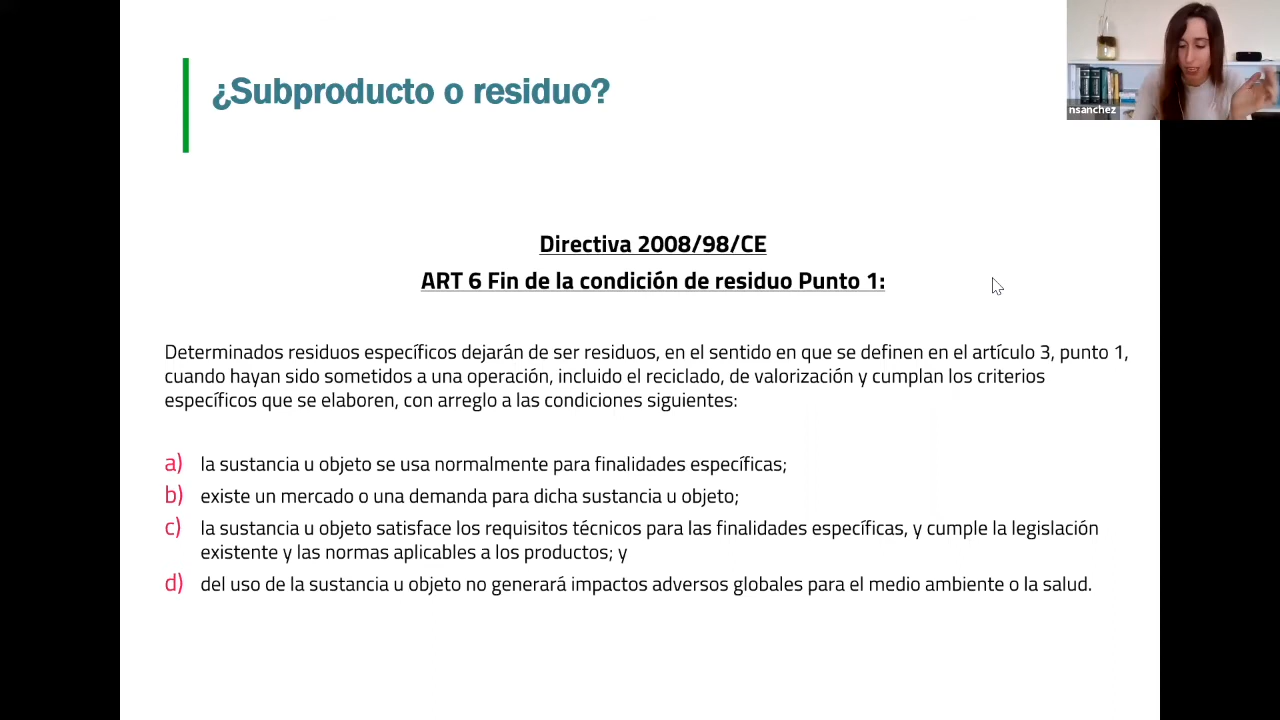 ¿Subproducto o residuo?
nsanchez
Directiva 2008/98/CE
ART 6 Fin de la condición de residuo Punto 1:
Determinados residuos específicos dejarán de ser residuos, en el sentido en que se definen en el artículo 3, punto 1,
cuando hayan sido sometidos a una operación, incluido el reciclado, de valorización y cumplan los criterios
específicos que se elaboren, con arreglo a las condiciones siguientes:
a) la sustancia u objeto se usa normalmente para finalidades específicas;
b) existe un mercado o una demanda para dicha sustancia u objeto;
c) la sustancia u objeto satisface los requisitos técnicos para las finalidades específicas, y cumple la legislación
existente y las normas aplicables a los productos; y
d) del uso de la sustancia u objeto no generará impactos adversos globales para el medio ambiente o la salud.